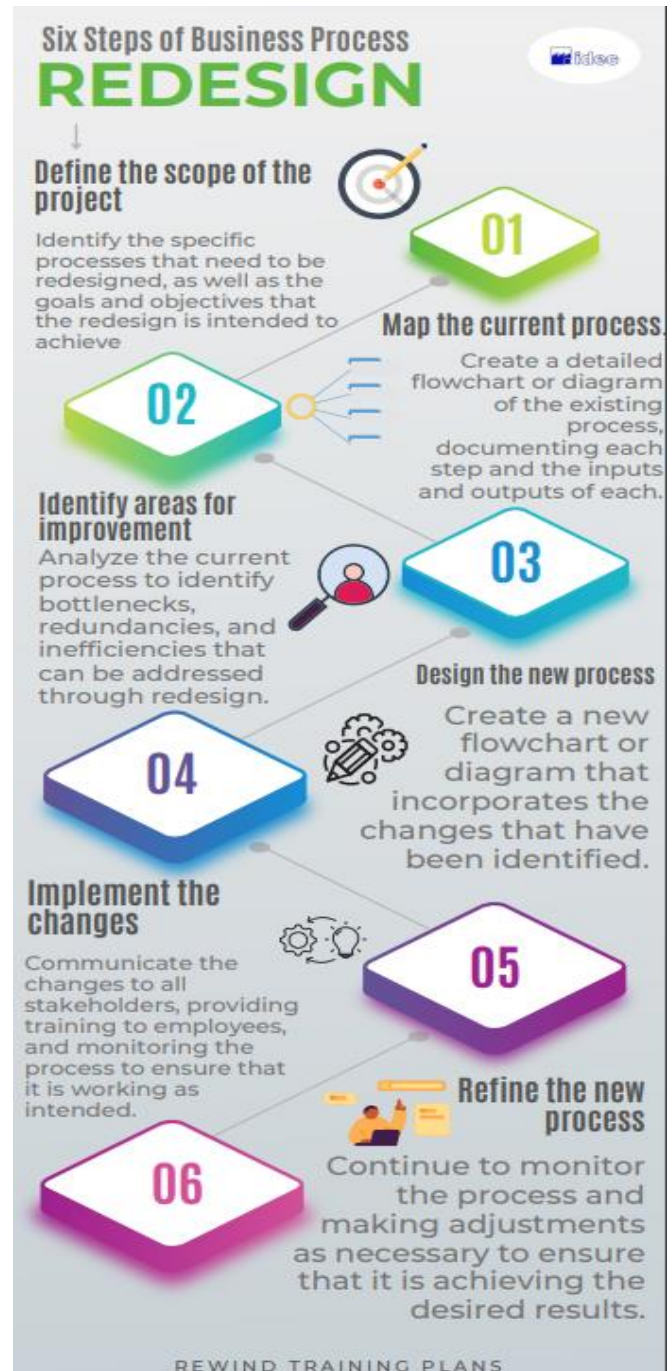 Six Steps of Business Process
REDESIGN
idec
Define the scope of the
project
Identify the specific
processes that need to be
redesigned, as well as the
goals and objectives that
the redesign is intended to
achieve
01
Map the current process.
Create a detailed
flowchart or diagram
of the existing
process,
documenting each
step and the inputs
and outputs of each.
02
Identify areas for
improvement
Analyze the current
process to identify
bottlenecks,
redundancies, and
inefficiencies that
can be addressed
through redesign.
03
Design the new process
Create a new
flowchart or
diagram that
incorporates the
changes that have
been identified.
04
Implement the
changes
Communicate the
changes to all
stakeholders, providing
training to employees,
and monitoring the
process to ensure that
it is working as
intended.
05
Refine the new
process
Continue to monitor
the process and
making adjustments
as necessary to ensure
that it is achieving the
desired results.
06
REWIND TRAINING PLANS